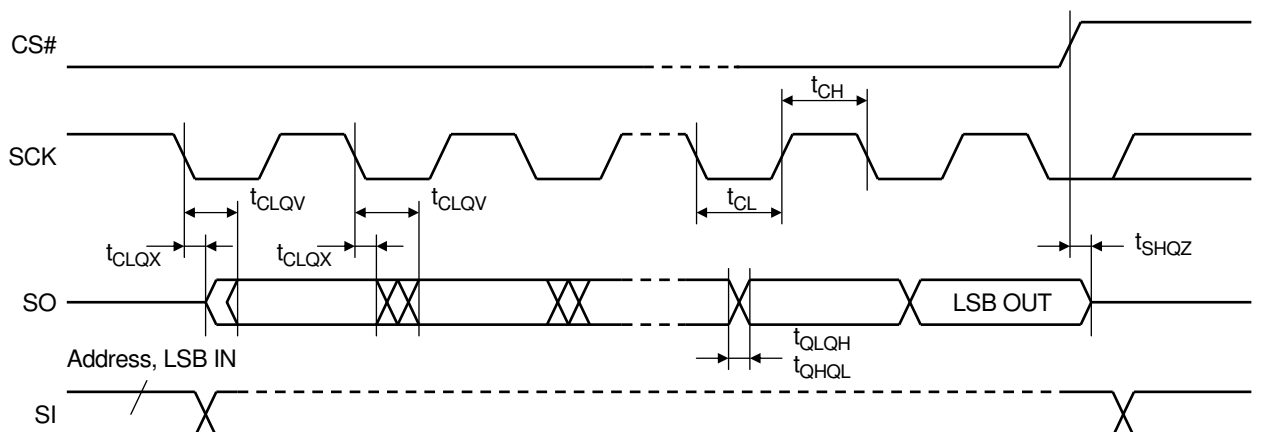 CS#
tCH
SCK
tCLQV
tCLQV
tCL
tCLQX
tCLQX
tSHQZ
SO
LSB OUT
tQLQH
tQHQL
Address, LSB IN
SI